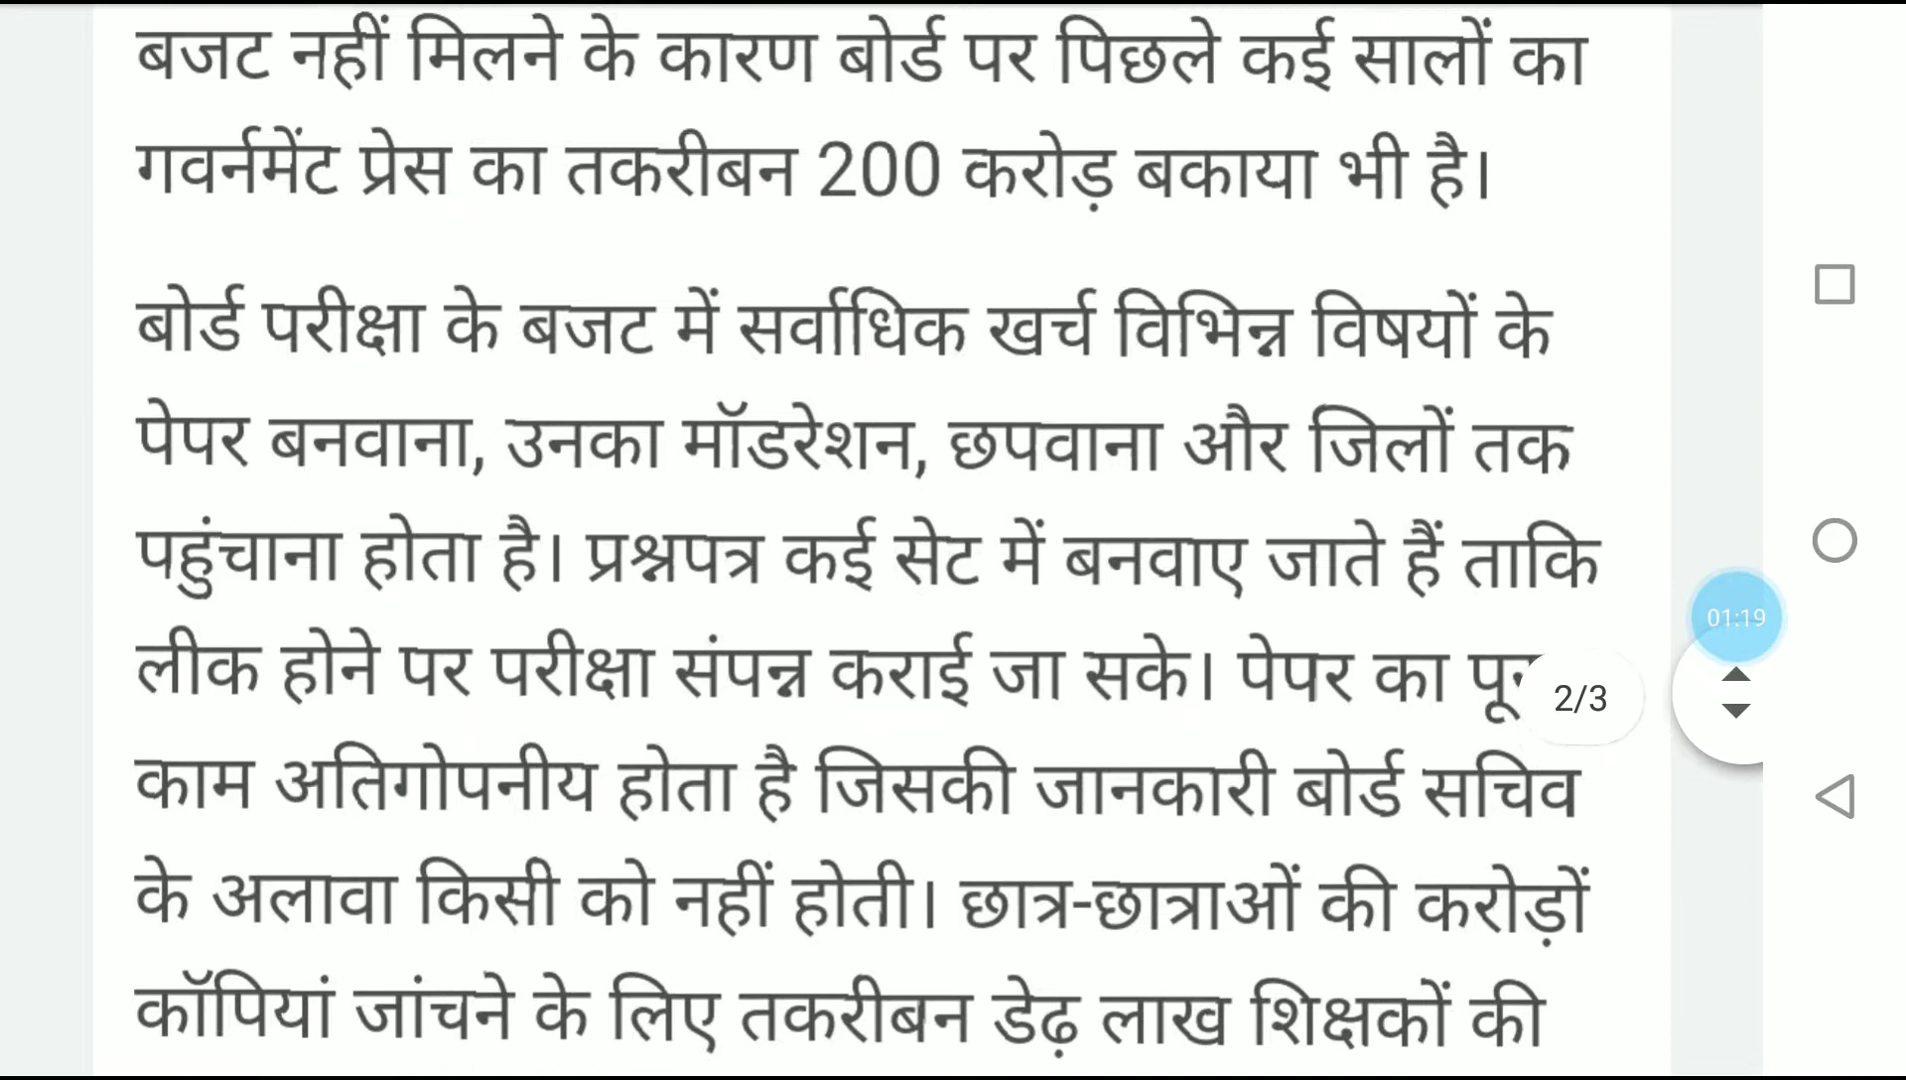 बजट नहीं मिलने के कारण बोर्ड पर पिछले कई सालों का
गवर्नमेंट प्रेस का तकरीबन 200 करोड़ बकाया भी है।
बोर्ड परीक्षा के बजट में सर्वाधिक खर्च विभिन्न विषयों के
पेपर बनवाना, उनका मॉडरेशन, छपवाना और जिलों तक
पहुंचाना होता है। प्रश्नपत्र कई सेट में बनवाए जाते हैं ताकि
लीक होने पर परीक्षा संपन्न कराई जा सके। पेपर का
काम अतिगोपनीय होता है जिसकी जानकारी बोर्ड सचिव
के अलावा किसी को नहीं होती। छात्र-छात्राओं की करोड़ों
कॉपियां जांचने के लिए तकरीबन डेढ़ लाख शिक्षकों की
01:19
2/3